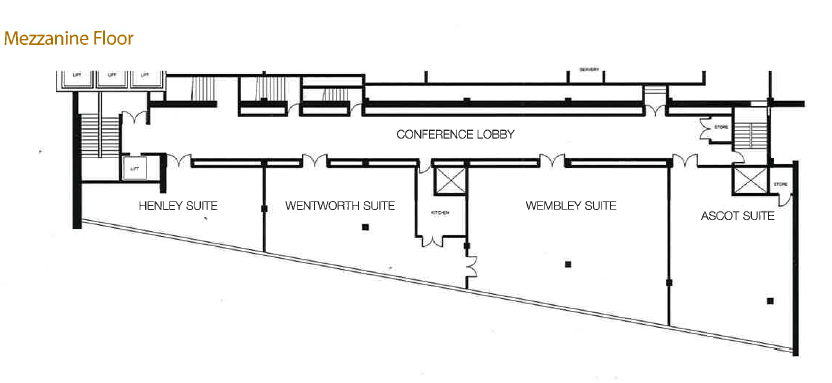 Mezzanine Floor
LIFT
LIFT
LIFT
SERVERY
CONFERENCE LOBBY
STORE
LIFT
STORE
HENLEY SUITE
WENTWORTH SUITE
KITCHEN
WEMBLEY SUITE
ASCOT SUITE